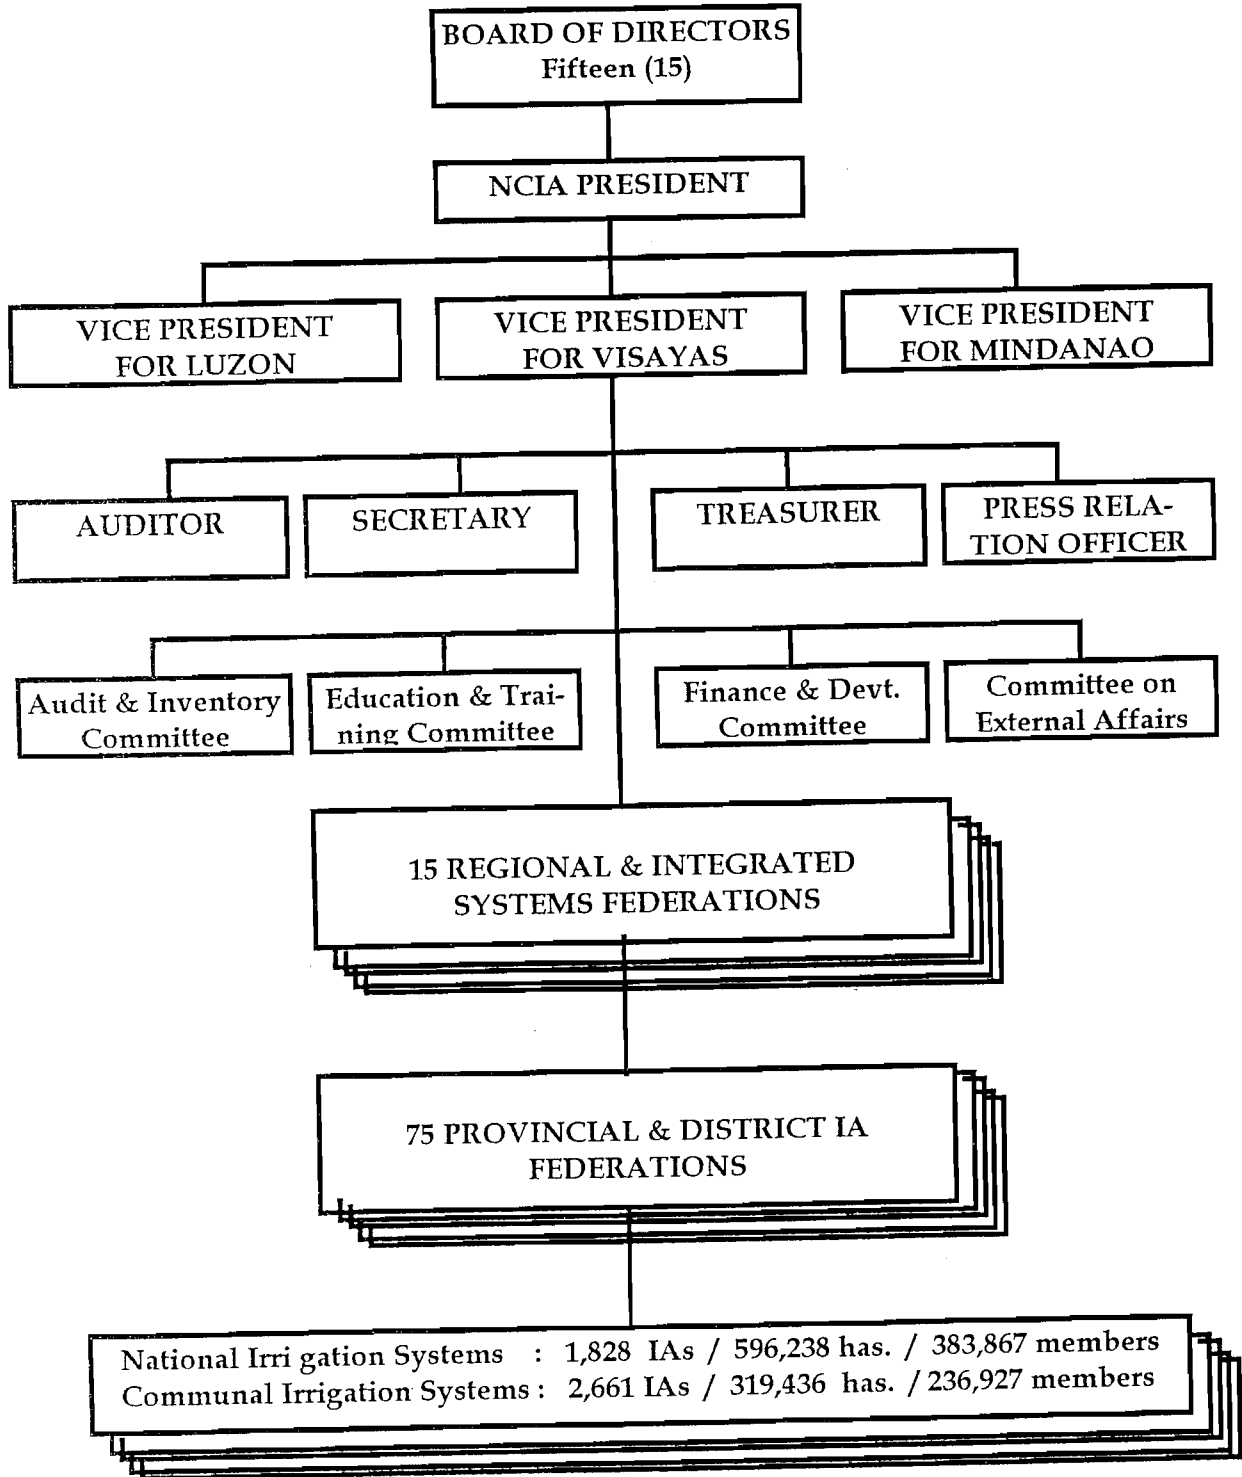 BOARD OF DIRECTORS
Fifteen (15)
NCIA PRESIDENT
VICE PRESIDENT
FOR LUZON
VICE PRESIDENT
FOR VISAYAS
VICE PRESIDENT
FOR MINDANAO
AUDITOR
SECRETARY
TREASURER
PRESS RELA-
TION OFFICER
Audit & Inventory
Committee
Education & Trai-
ning Committee
Finance & Devt.
Committee
Committee on
External Affairs
15 REGIONAL & INTEGRATED
SYSTEMS FEDERATIONS
75 PROVINCIAL & DISTRICT IA
FEDERATIONS
National Irri gation Systems : 1,828 IAs / 596,238 has. / 383,867 members
Communal Irrigation Systems : 2,661 IAs / 319,436 has. / 236,927 members